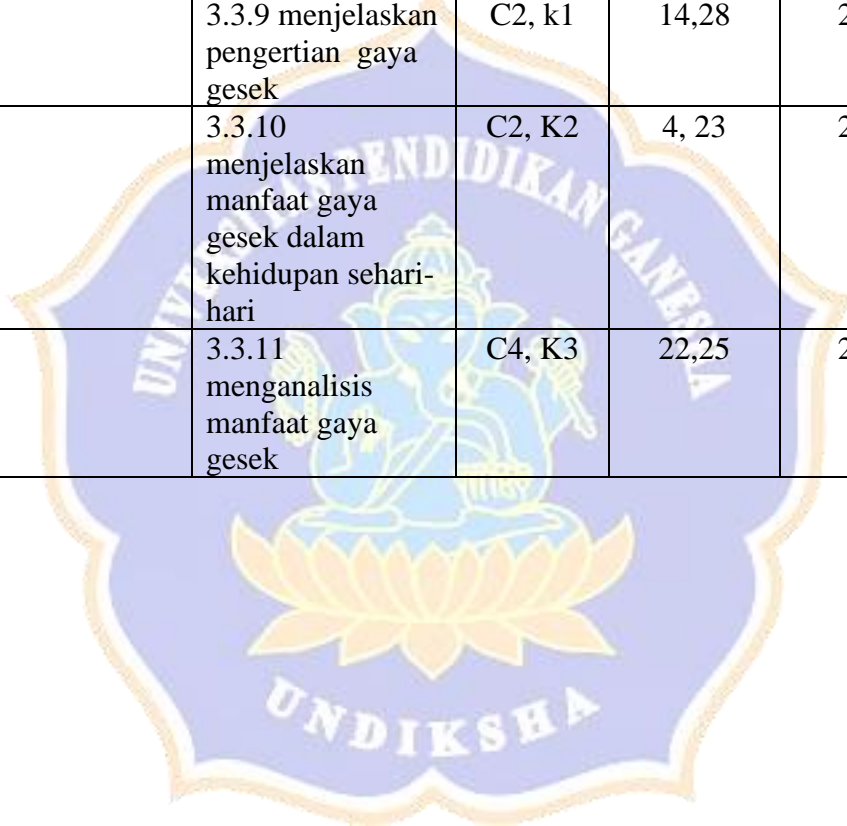 3.3.9 menjelaskan
pengertian gaya
gesek
C2, k1
14,28
2
3.3.10
menjelaskan
manfaat gaya
gesek dalam
kehidupan sehari-
hari
C2, K2
4, 23
2
3.3.11
menganalisis
manfaat gaya
gesek
C4, K3
22,25
2
UNIVERSITAS PENDIDIKAN GANESHA
UNDIKSHA